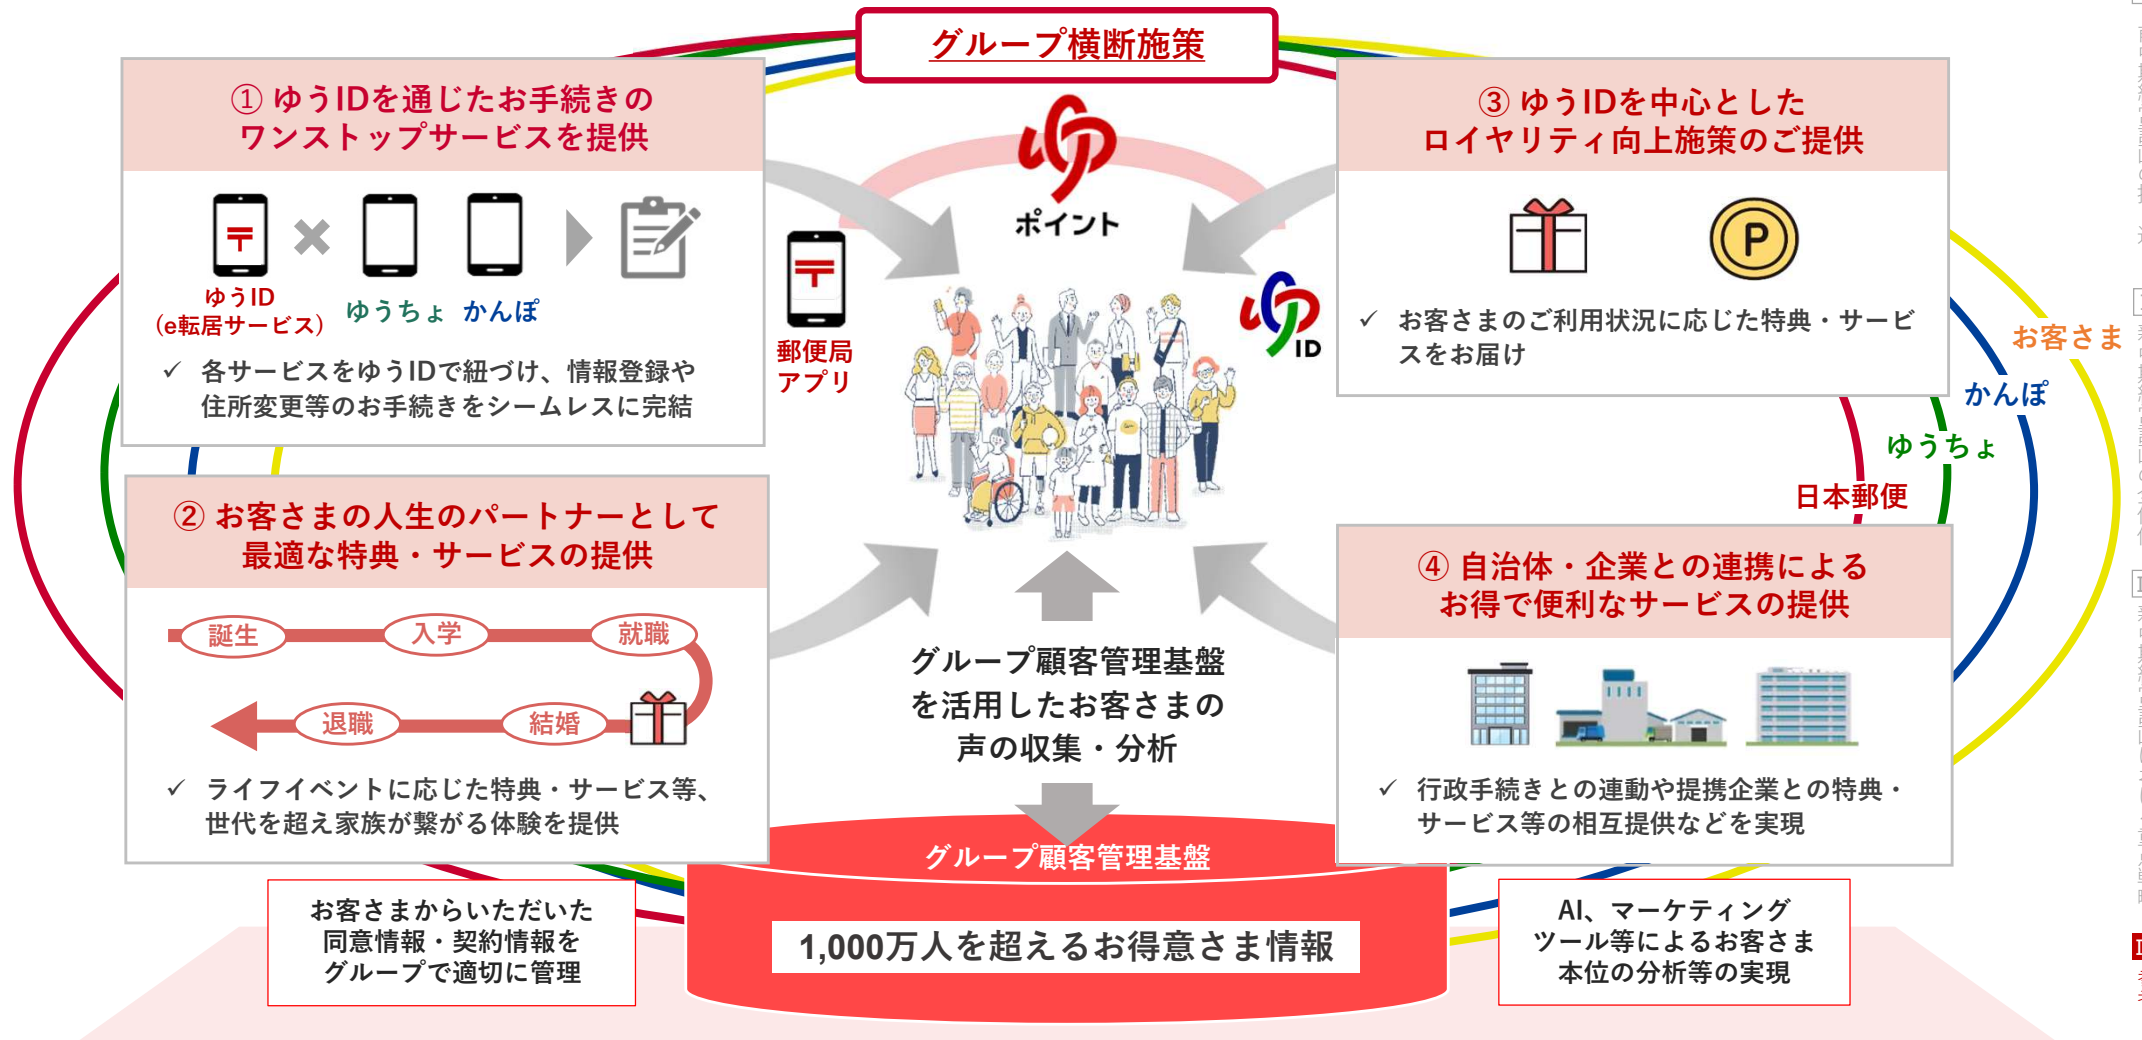 グループ横断施策
① ゆうIDを通じたお手続きの
ワンストップサービスを提供
ゆうID
(e転居サービス)
ゆうちょ
かんぽ
✓ 各サービスをゆうIDで紐づけ、情報登録や
住所変更等のお手続きをシームレスに完結
② お客さまの人生のパートナーとして
最適な特典・サービスの提供
誕生
入学
就職
結婚
退職
✓ ライフイベントに応じた特典・サービス等、
世代を超え家族が繋がる体験を提供
ゆう
ポイント
郵便局
アプリ
ゆう
ID
③ ゆうIDを中心とした
ロイヤリティ向上施策のご提供
P
✓ お客さまのご利用状況に応じた特典・サービ
スをお届け
お客さま
かんぽ
ゆうちょ
日本郵便
④ 自治体・企業との連携による
お得で便利なサービスの提供
✓ 行政手続きとの連動や提携企業との特典・
サービス等の相互提供などを実現
グループ顧客管理基盤
を活用したお客さまの
声の収集・分析
グループ顧客管理基盤
1,000万人を超えるお得意さま情報
お客さまからいただいた
同意情報・契約情報を
グループで適切に管理
AI、マーケティング
ツール等によるお客さま
本位の分析等の実現